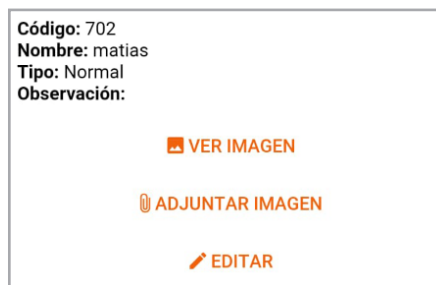 Código: 702
Nombre: matias
Tipo: Normal
Observación:
VER IMAGEN
ADJUNTAR IMAGEN
EDITAR